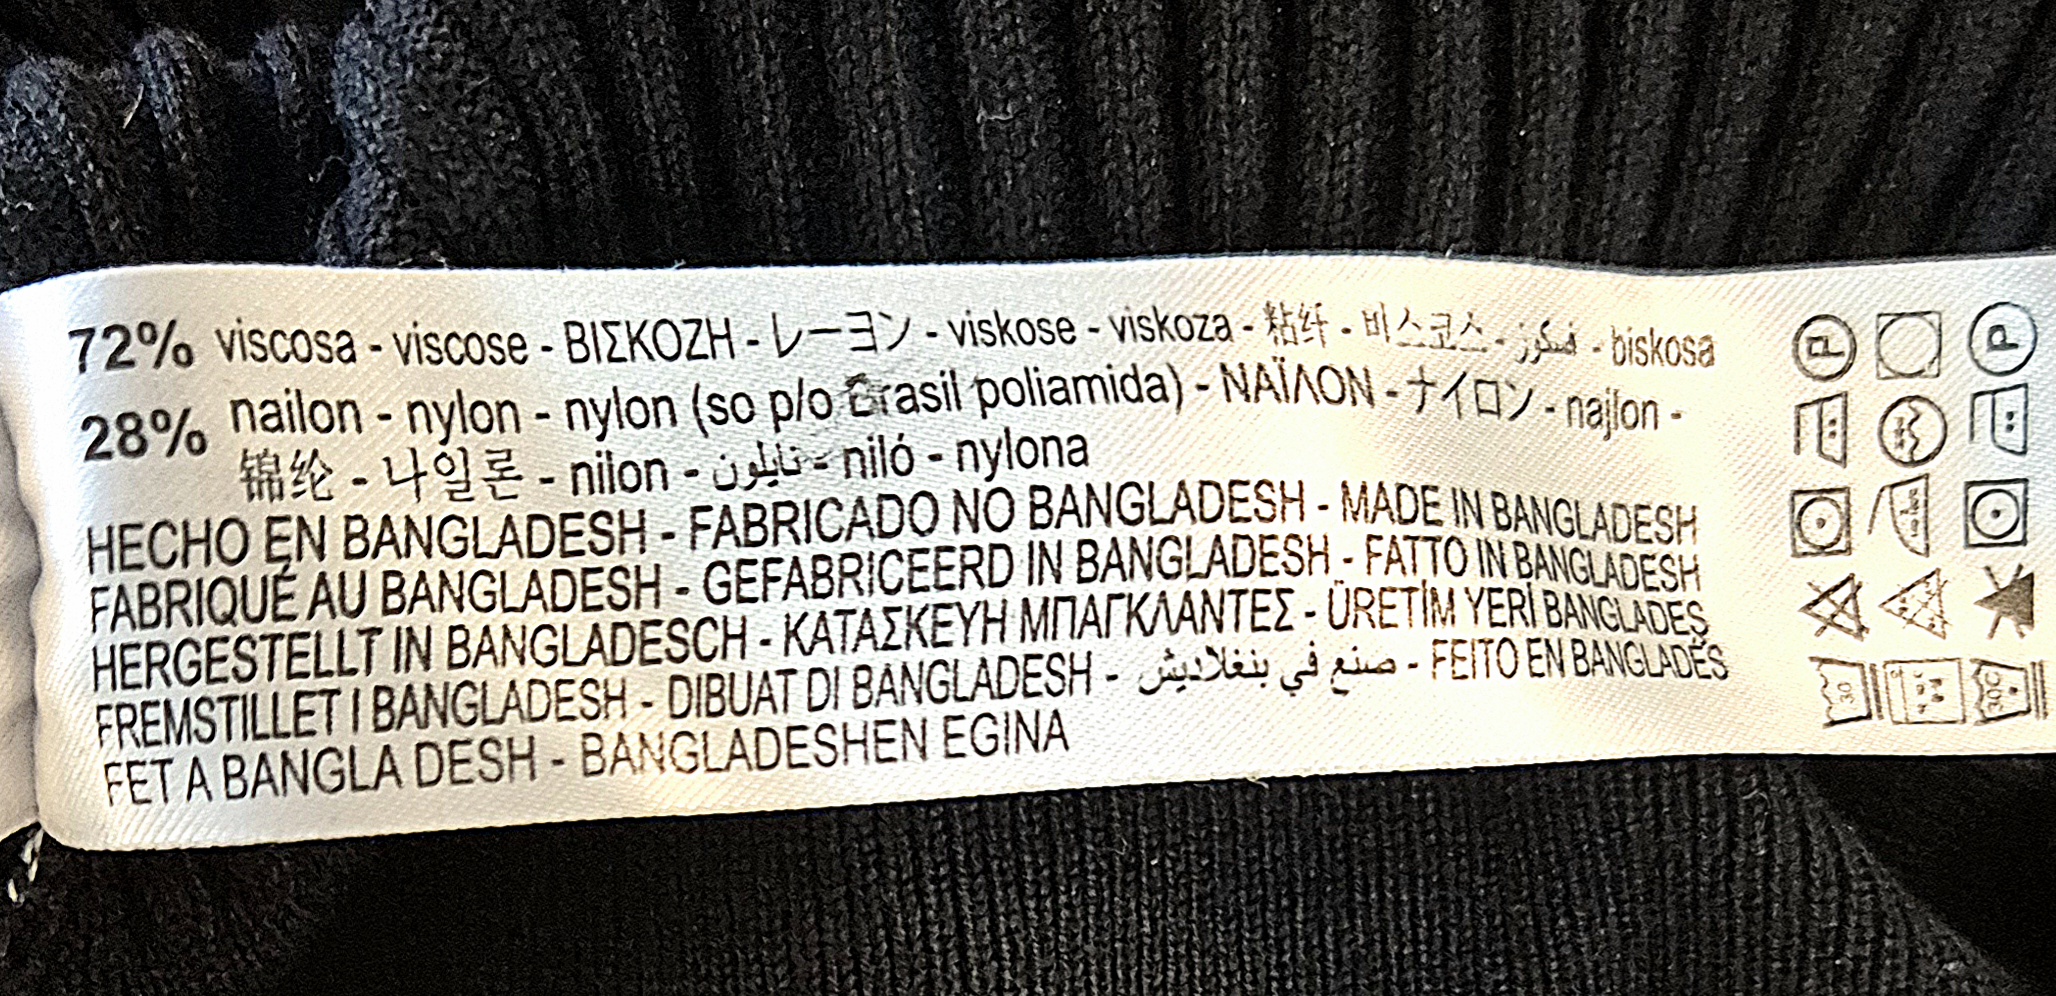 72% viscosa - viscose - ΒΙΣΚΟΖΗ - レーヨン - viskose - viskoza - 粘纤 - 비스코스 - فسكوز - biskosa
28% nailon - nylon - nylon (so p/o Brasil poliamida) - ΝΑΪΛΟΝ - ナイロン - najlon -
锦纶 - 나일론 - nilon - نايلون - niló - nylona
HECHO EN BANGLADESH - FABRICADO NO BANGLADESH - MADE IN BANGLADESH
FABRIQUÉ AU BANGLADESH - GEFABRICEERD IN BANGLADESH - FATTO IN BANGLADESH
HERGESTELLT IN BANGLADESCH - ΚΑΤΑΣΚΕΥΗ ΜΠΑΓΚΛΑΝΤΕΣ - ÜRETİM YERİ BANGLADEŞ
FREMSTILLET I BANGLADESH - DIBUAT DI BANGLADESH - صنع في بنغلاديش - FEITO EN BANGLADÉS
FET A BANGLA DESH - BANGLADESHEN EGINA
P P
30 30C